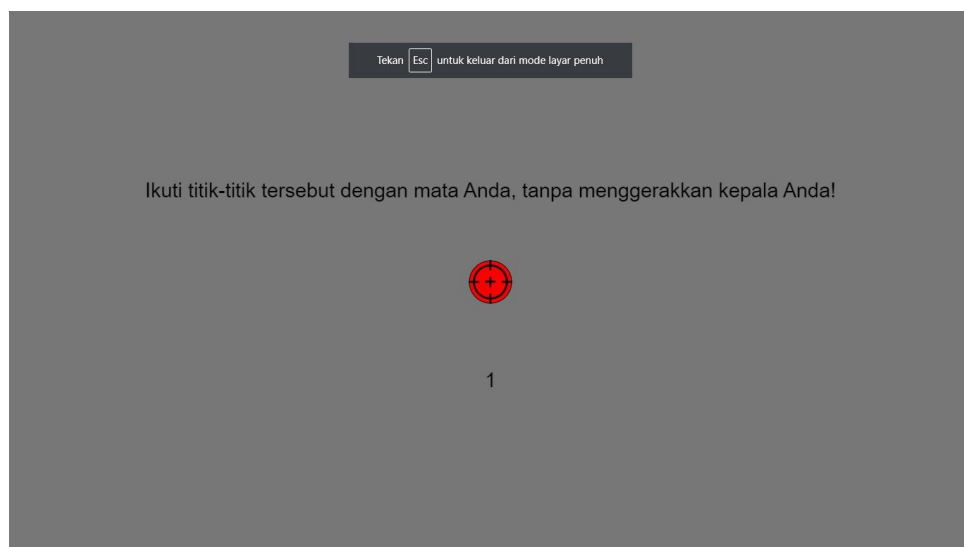 Tekan Esc untuk keluar dari mode layar penuh
Ikuti titik-titik tersebut dengan mata Anda, tanpa menggerakkan kepala Anda!
1